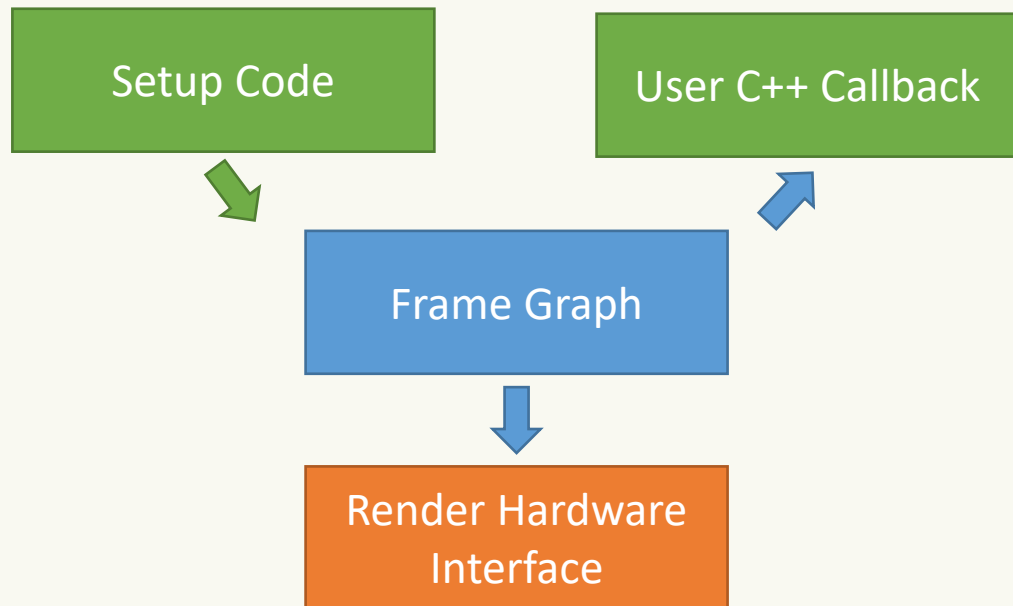 Setup Code
User C++ Callback
Frame Graph
Render Hardware
Interface